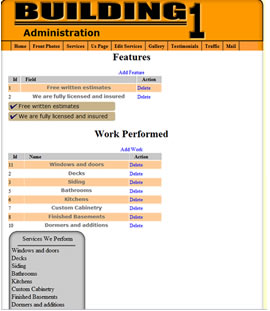 BUILDING 1
Administration
Home Front Photos Services Us Page Edit Services Gallery Testimonials Traffic Mail
Features
Add Feature
Id Field Action
1 Free written estimates Delete
2 We are fully licensed and insured Delete
Free written estimates
We are fully licensed and insured
Work Performed
Add Work
Id Name Action
11 Windows and doors Delete
2 Decks Delete
3 Siding Delete
5 Bathrooms Delete
6 Kitchens Delete
7 Custom Cabinetry Delete
8 Finished Basements Delete
10 Dormers and additions Delete
Services We Perform
Windows and doors
Decks
Siding
Bathrooms
Kitchens
Custom Cabinetry
Finished Basements
Dormers and additions